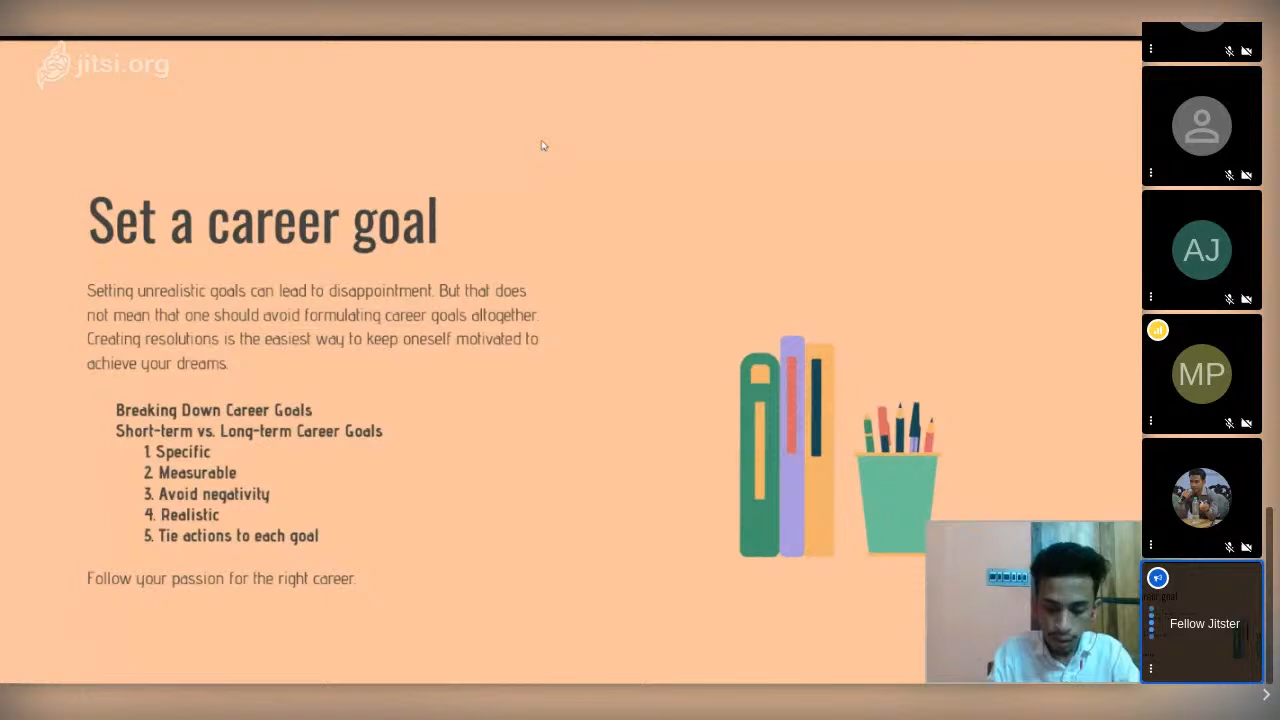 jitsi.org
Set a career goal
Setting unrealistic goals can lead to disappointment. But that does
not mean that one should avoid formulating career goals altogether.
Creating resolutions is the easiest way to keep oneself motivated to
achieve your dreams.
Breaking Down Career Goals
Short-term vs. Long-term Career Goals
1. Specific
2. Measurable
3. Avoid negativity
4. Realistic
5. Tie actions to each goal
Follow your passion for the right career.
AJ
MP
Fellow Jitster